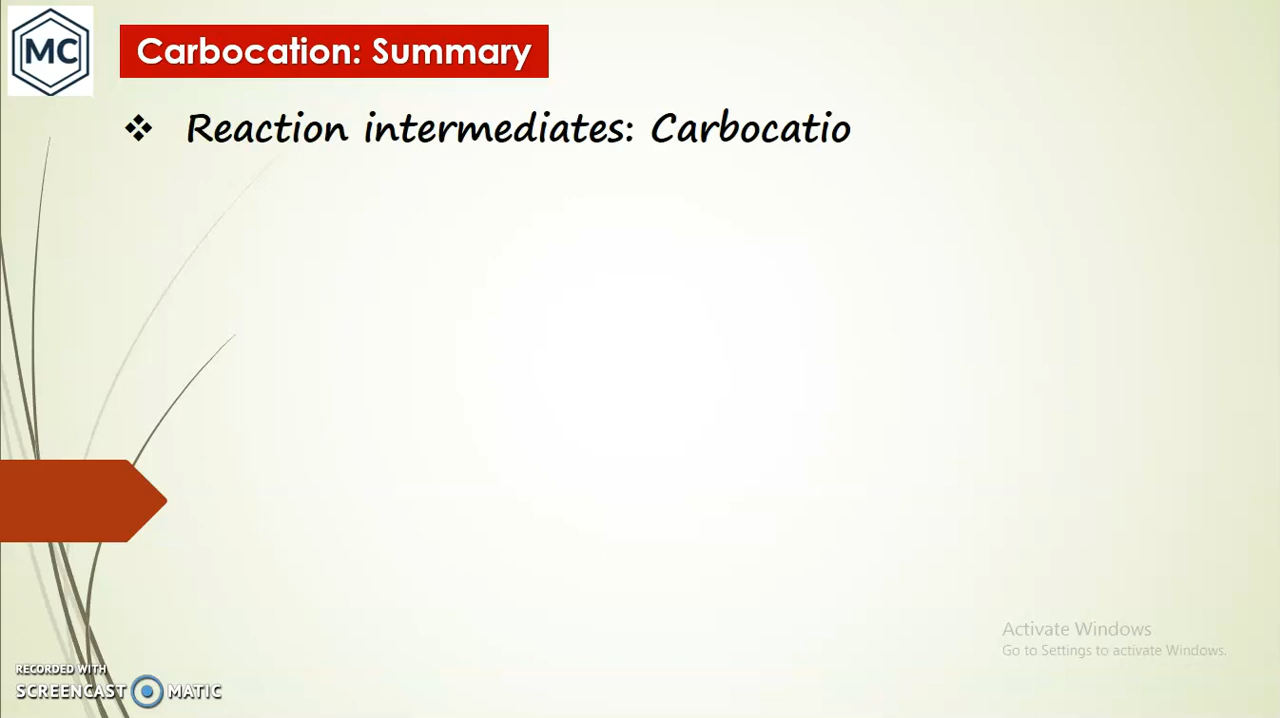 MC
Carbocation: Summary
❖ Reaction intermediates: Carbocatio
Activate Windows
Go to Settings to activate Windows.
RECORDED WITH
SCREENCAST MATIC